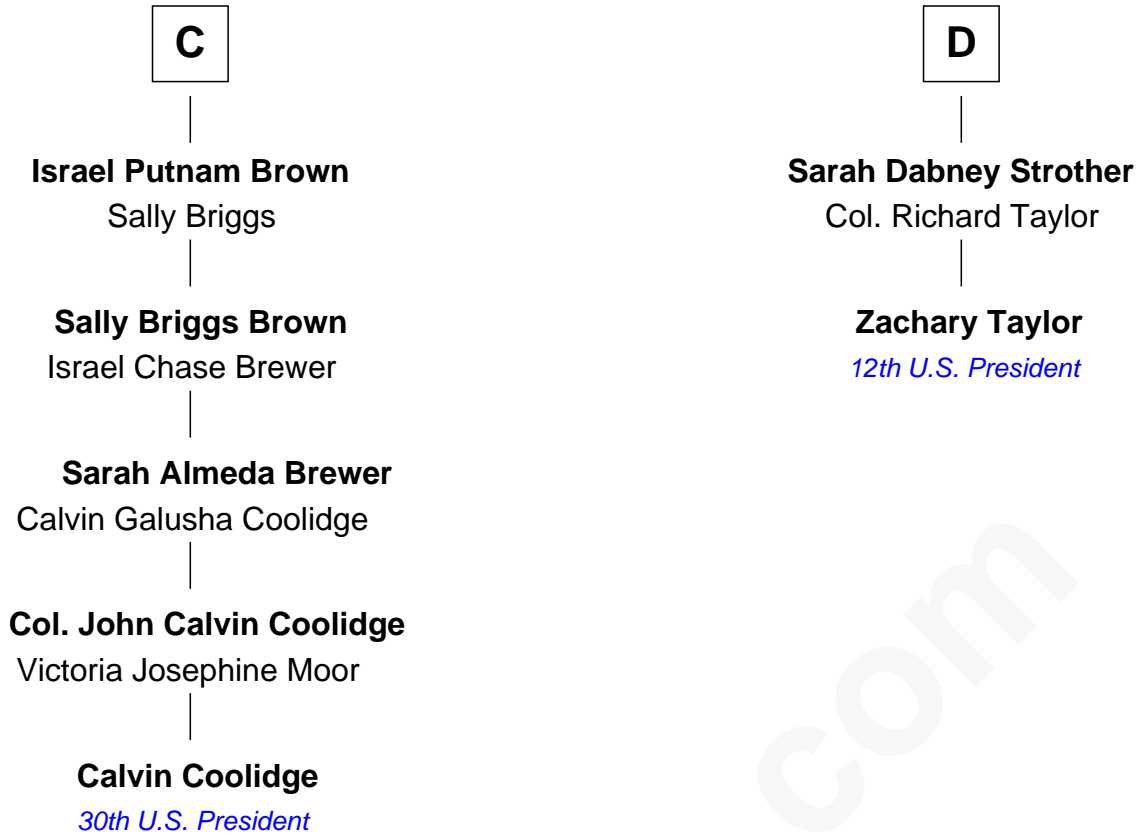 C
Israel Putnam Brown
Sally Briggs
Sally Briggs Brown
Israel Chase Brewer
Sarah Almeda Brewer
Calvin Galusha Coolidge
Col. John Calvin Coolidge
Victoria Josephine Moor
Calvin Coolidge
30th U.S. President
D
Sarah Dabney Strother
Col. Richard Taylor
Zachary Taylor
12th U.S. President
com